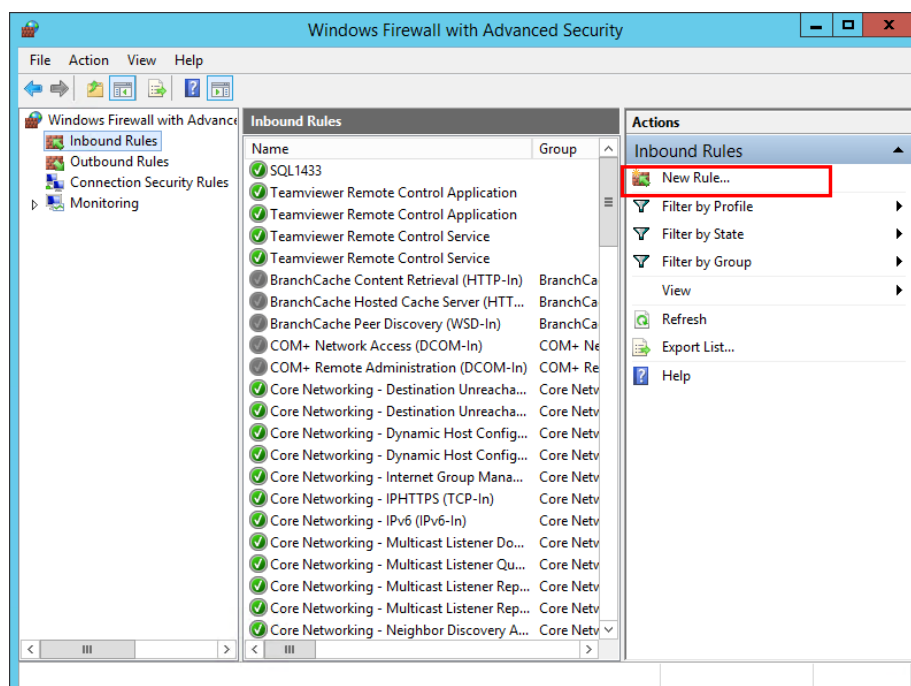 Windows Firewall with Advanced Security
File Action View Help
Windows Firewall with Advance
Inbound Rules
Outbound Rules
Connection Security Rules
Monitoring
Inbound Rules
Name Group
SQL1433
Teamviewer Remote Control Application
Teamviewer Remote Control Application
Teamviewer Remote Control Service
Teamviewer Remote Control Service
BranchCache Content Retrieval (HTTP-In) BranchCa
BranchCache Hosted Cache Server (HTT... BranchCa
BranchCache Peer Discovery (WSD-In) BranchCa
COM+ Network Access (DCOM-In) COM+ Ne
COM+ Remote Administration (DCOM-In) COM+ Re
Core Networking - Destination Unreacha... Core Netv
Core Networking - Destination Unreacha... Core Netv
Core Networking - Dynamic Host Config... Core Netv
Core Networking - Dynamic Host Config... Core Netv
Core Networking - Internet Group Mana... Core Netv
Core Networking - IPHTTPS (TCP-In) Core Netv
Core Networking - IPv6 (IPv6-In) Core Netv
Core Networking - Multicast Listener Do... Core Netv
Core Networking - Multicast Listener Qu... Core Netv
Core Networking - Multicast Listener Rep... Core Netv
Core Networking - Multicast Listener Rep... Core Netv
Core Networking - Neighbor Discovery A... Core Netv
Actions
Inbound Rules
New Rule...
Filter by Profile
Filter by State
Filter by Group
View
Refresh
Export List...
Help